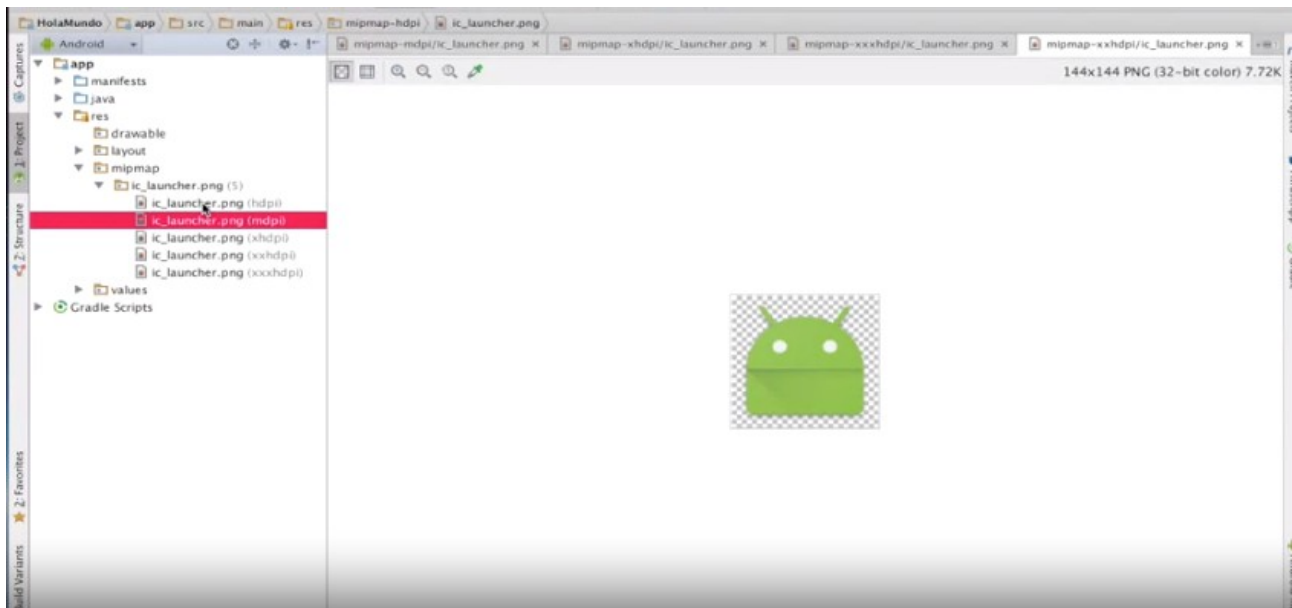 HolaMundo app src main res mipmap-hdpi ic_launcher.png
Android
mipmap-mdpi/ic_launcher.png × mipmap-xhdpi/ic_launcher.png × mipmap-xxxhdpi/ic_launcher.png × mipmap-xxhdpi/ic_launcher.png ×
144x144 PNG (32-bit color) 7.72K
app
manifests
java
res
drawable
layout
mipmap
ic_launcher.png (5)
ic_launcher.png (hdpi)
ic_launcher.png (mdpi)
ic_launcher.png (xhdpi)
ic_launcher.png (xxhdpi)
ic_launcher.png (xxxhdpi)
values
Gradle Scripts
Captures
1: Project
Z: Structure
2: Favorites
Variants